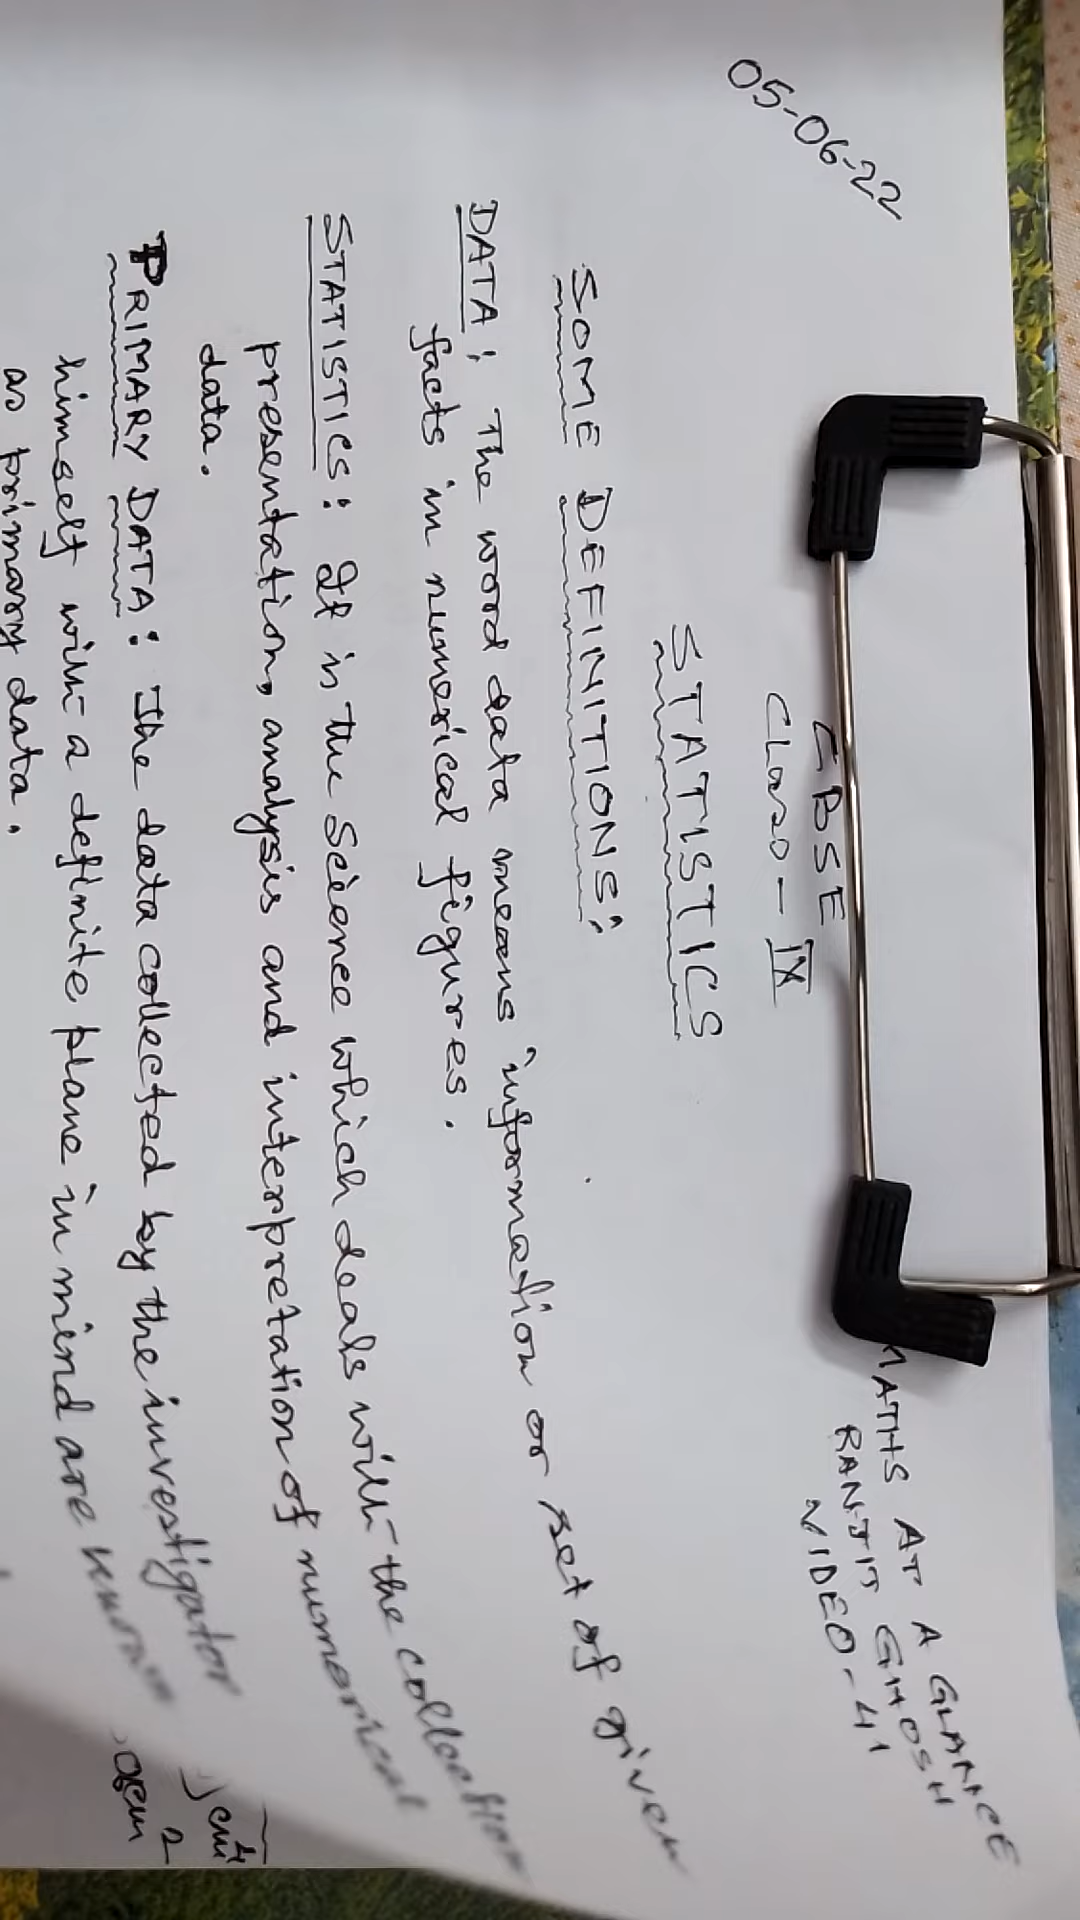 05-06-22
CBSE
Class - IX
MATHS AT A GLANCE
RANJIT GHOSH
VIDEO-41
STATISTICS
SOME DEFINITIONS:
DATA: The word data means information or set of given
facts in numerical figures.
STATISTICS: It is the Science which deals with the collection
presentation, analysis and interpretation of numerical
data.
PRIMARY DATA: The data collected by the investigator
himself with a definite plane in mind are known
as primary data.